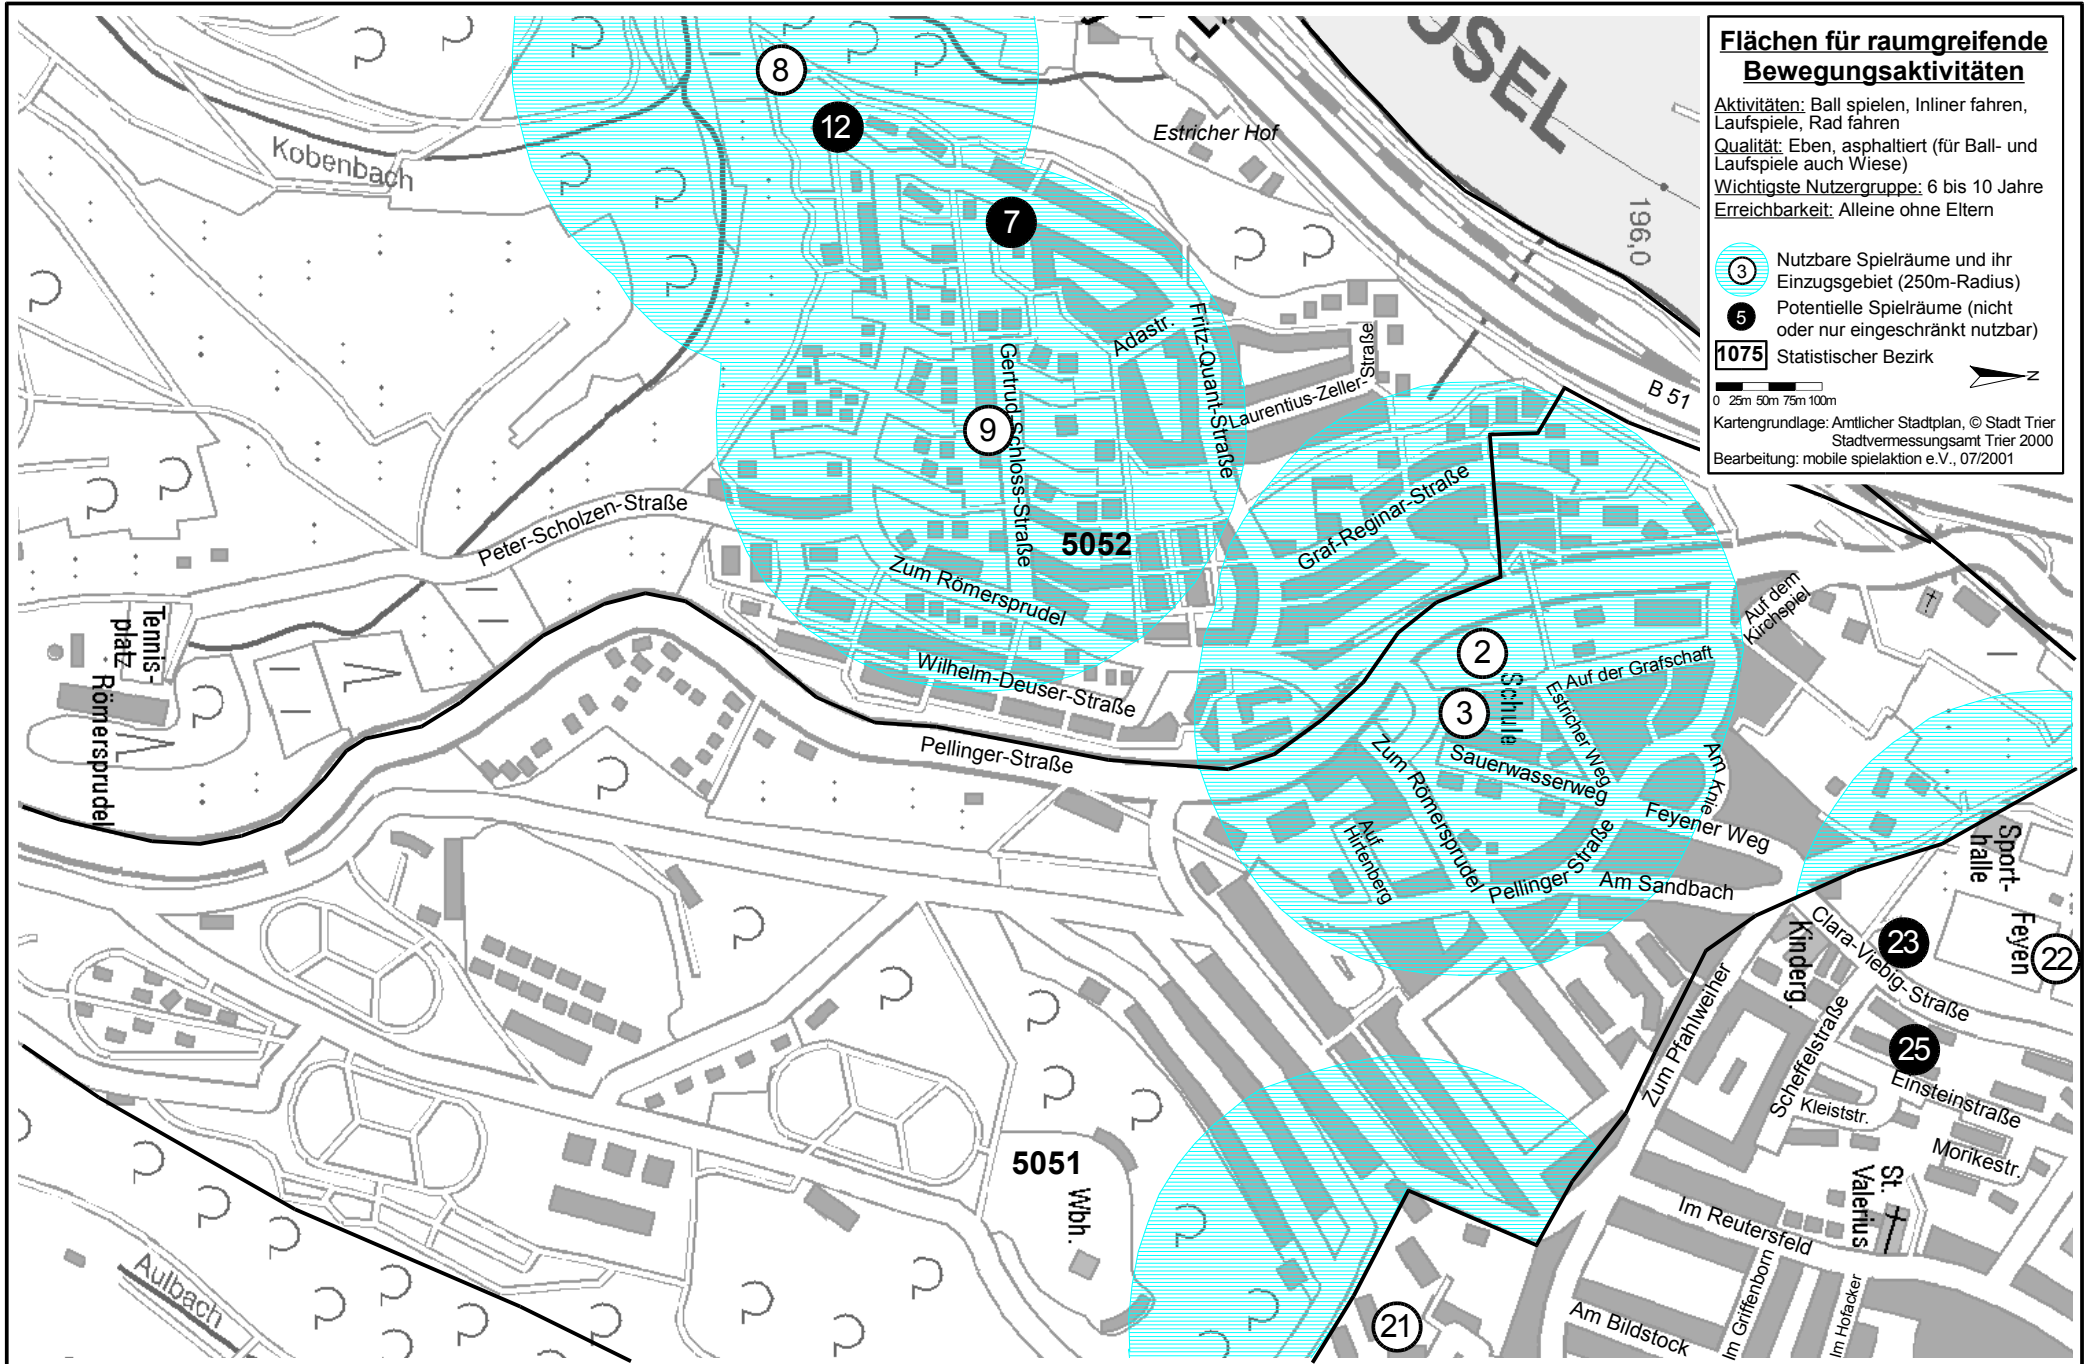 Flächen für raumgreifende
Bewegungsaktivitäten
Aktivitäten: Ball spielen, Inliner fahren,
Laufspiele, Rad fahren
Qualität: Eben, asphaltiert (für Ball- und
Laufspiele auch Wiese)
Wichtigste Nutzergruppe: 6 bis 10 Jahre
Erreichbarkeit: Alleine ohne Eltern
3
Nutzbare Spielräume und ihr
Einzugsgebiet (250m-Radius)
5
Potentielle Spielräume (nicht
oder nur eingeschränkt nutzbar)
1075 Statistischer Bezirk
N
0 25m 50m 75m 100m
Kartengrundlage: Amtlicher Stadtplan, © Stadt Trier
Stadtvermessungsamt Trier 2000
Bearbeitung: mobile spielaktion e.V., 07/2001
OSEL
196,0
8
12
Kobenbach
Estricher Hof
7
Adastr.
Fritz-Quant-Straße
Laurentius-Zeller-Straße
B 51
Gertrud-Schloss-Straße
9
Peter-Scholzen-Straße
5052
Graf-Reginar-Straße
Zum Römersprudel
Auf dem
Kirchspiel
Tennis-
platz
Römersprudel
Wilhelm-Deuser-Straße
Pellinger-Straße
2
3
Schule
Auf der Grafschaft
Estricher Weg
Sauerwasserweg
Zum Römersprudel
Am Knie
Feyener Weg
Auf
Hirtenberg
Pellinger Straße
Am Sandbach
Sport-
halle
Feyen
22
23
Clara-Viebig-Straße
Kinderg.
25
Zum Pfahlweiher
Scheffelstraße
Einsteinstraße
Kleiststr.
Morikestr.
5051
Wbh.
St.
Valerius
Im Reutersfeld
Im Griffenborn
Im Hofacker
Am Bildstock
21
Aulbach